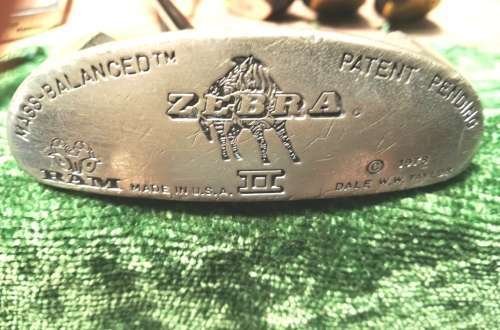 MASS-BALANCED™
PATENT PENDING
ZEBRA
RAM
MADE IN U.S.A.
II
©
DALE W.W.